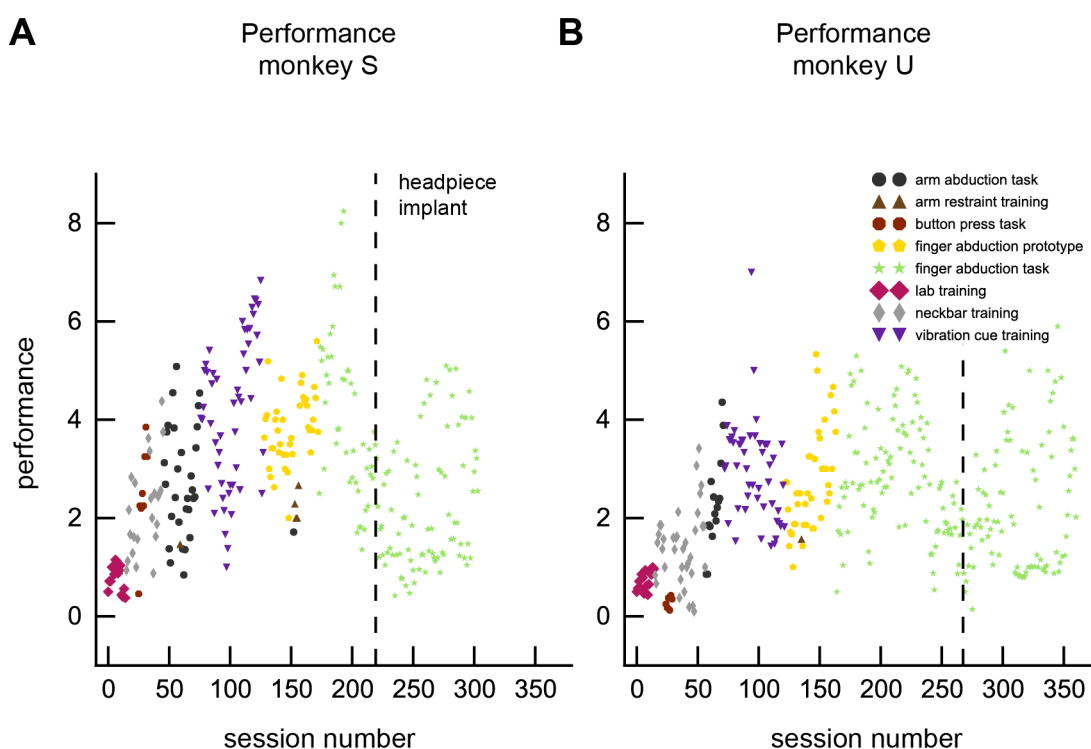 A
Performance
monkey S
headpiece
implant
8
6
4
2
0
performance
0 50 100 150 200 250 300 350
session number
B
Performance
monkey U
arm abduction task
arm restraint training
button press task
finger abduction prototype
finger abduction task
lab training
neckbar training
vibration cue training
8
6
4
2
0
0 50 100 150 200 250 300 350
session number